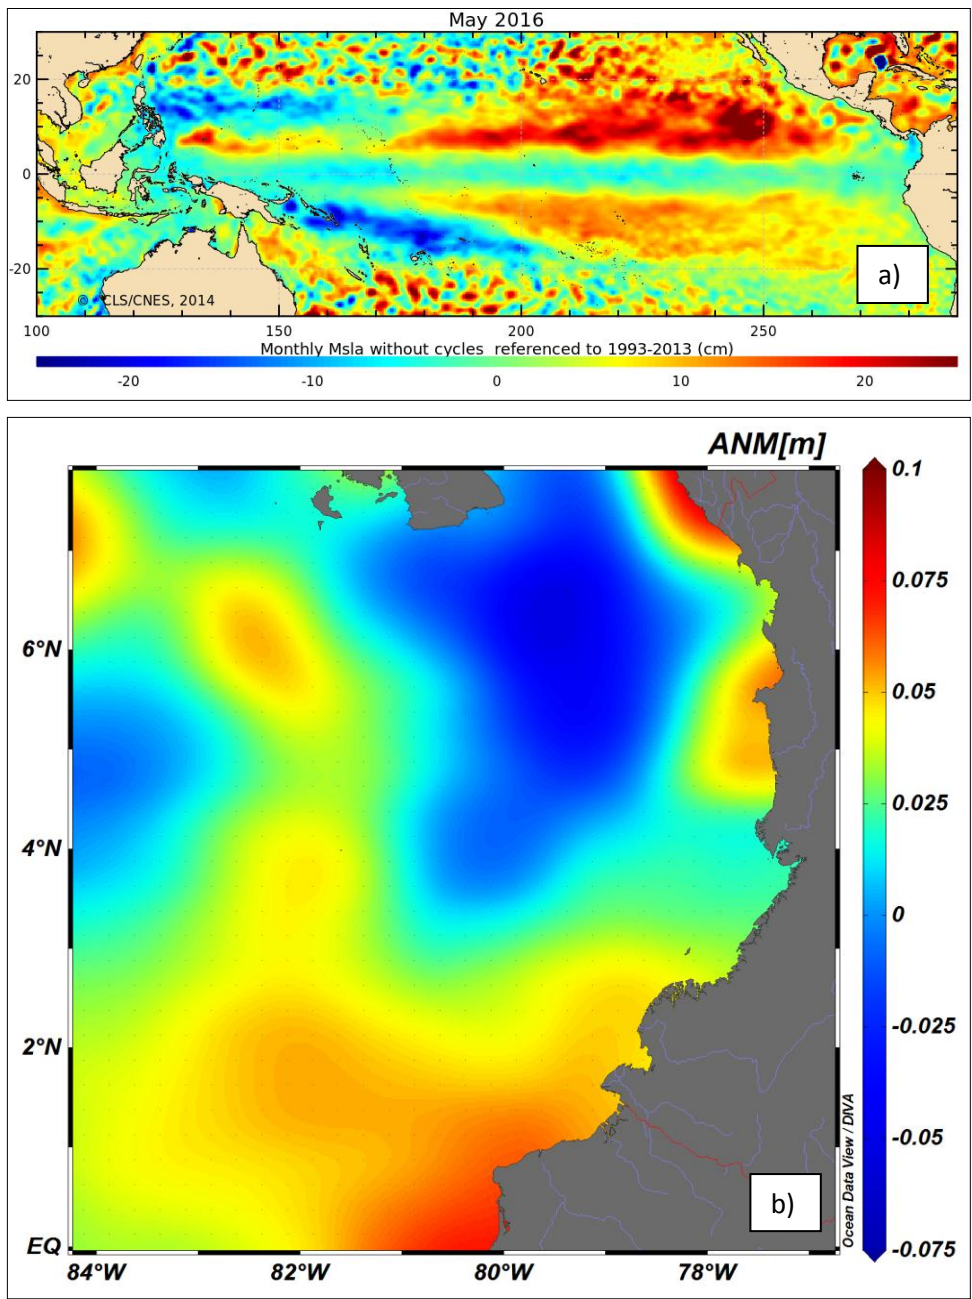 May 2016
20
0
-20
a)
© CLS/CNES, 2014
100 150 200 250
Monthly Msla without cycles referenced to 1993-2013 (cm)
-20 -10 0 10 20
ANM[m]
0.1
0.075
6°N
0.05
0.025
4°N
0
-0.025
2°N
-0.05
Ocean Data View / DIVA
b)
EQ
-0.075
84°W 82°W 80°W 78°W